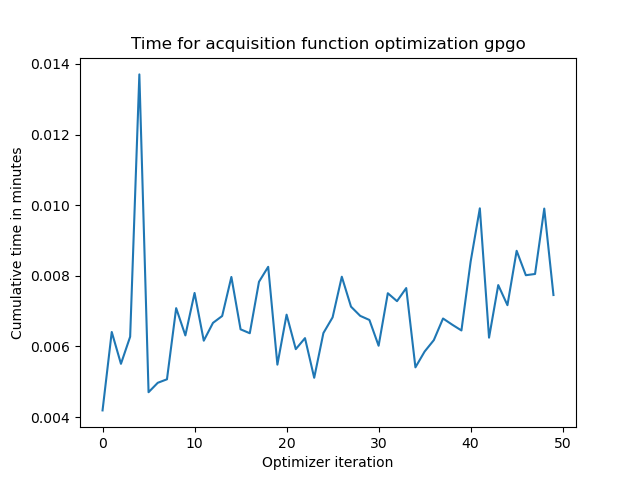 Time for acquisition function optimization gpgo
0.014
0.012
0.010
0.008
0.006
0.004
Cumulative time in minutes
0 10 20 30 40 50
Optimizer iteration